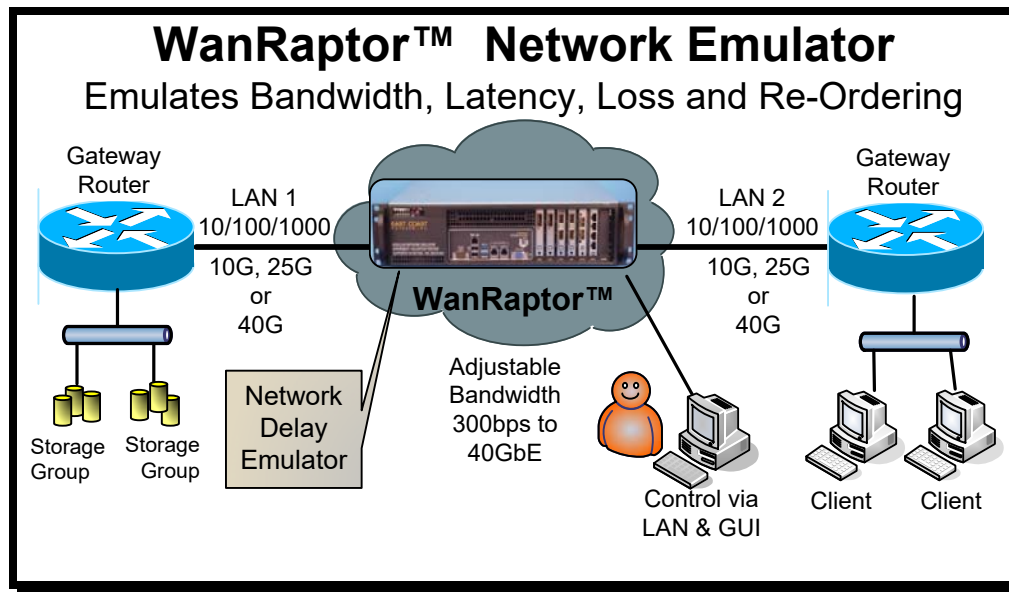 WanRaptor™ Network Emulator
Emulates Bandwidth, Latency, Loss and Re-Ordering
Gateway
Router
LAN 1
10/100/1000
10G, 25G
or
40G
Storage
Group
Storage
Group
Network
Delay
Emulator
EAST COAST
WanRaptor™
Adjustable
Bandwidth
300bps to
40GbE
Control via
LAN & GUI
LAN 2
10/100/1000
10G, 25G
or
40G
Gateway
Router
Client
Client